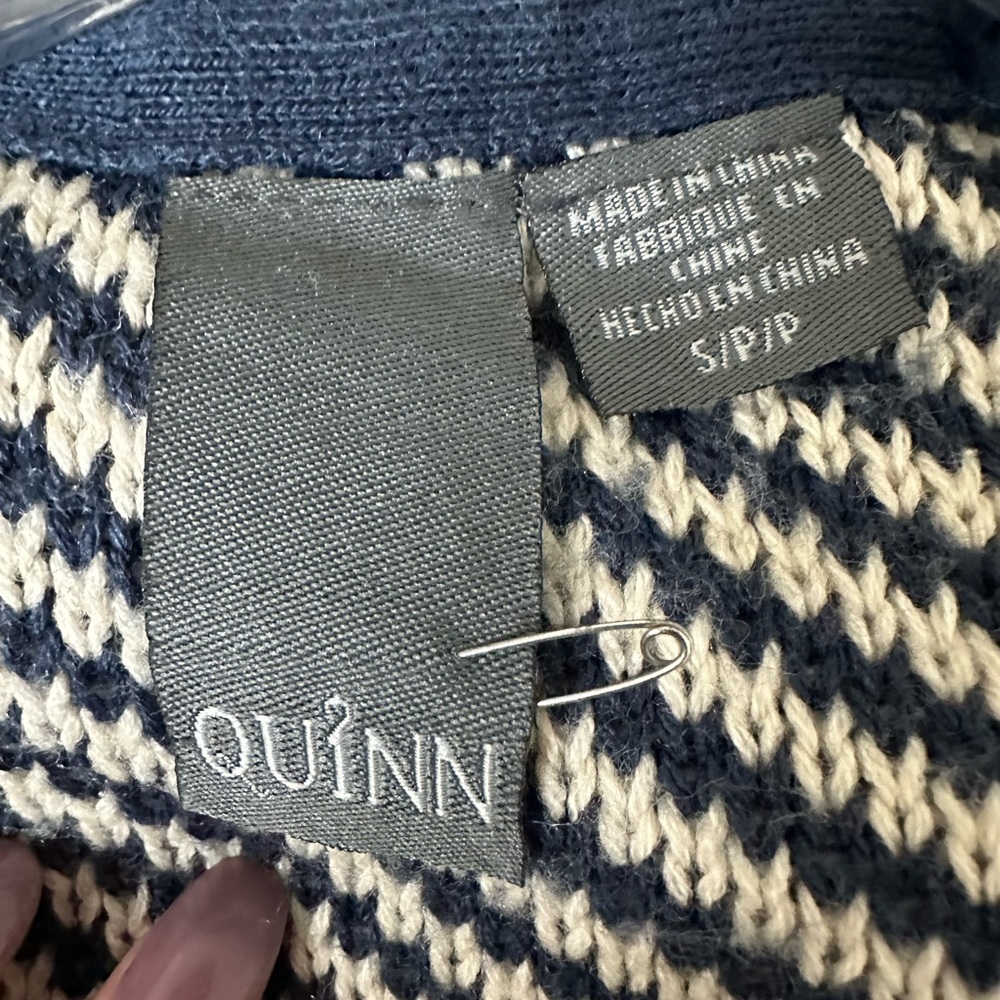 QUINN
MADE IN CHINA
FABRIQUE EN
CHINE
HECHO EN CHINA
S/P/P